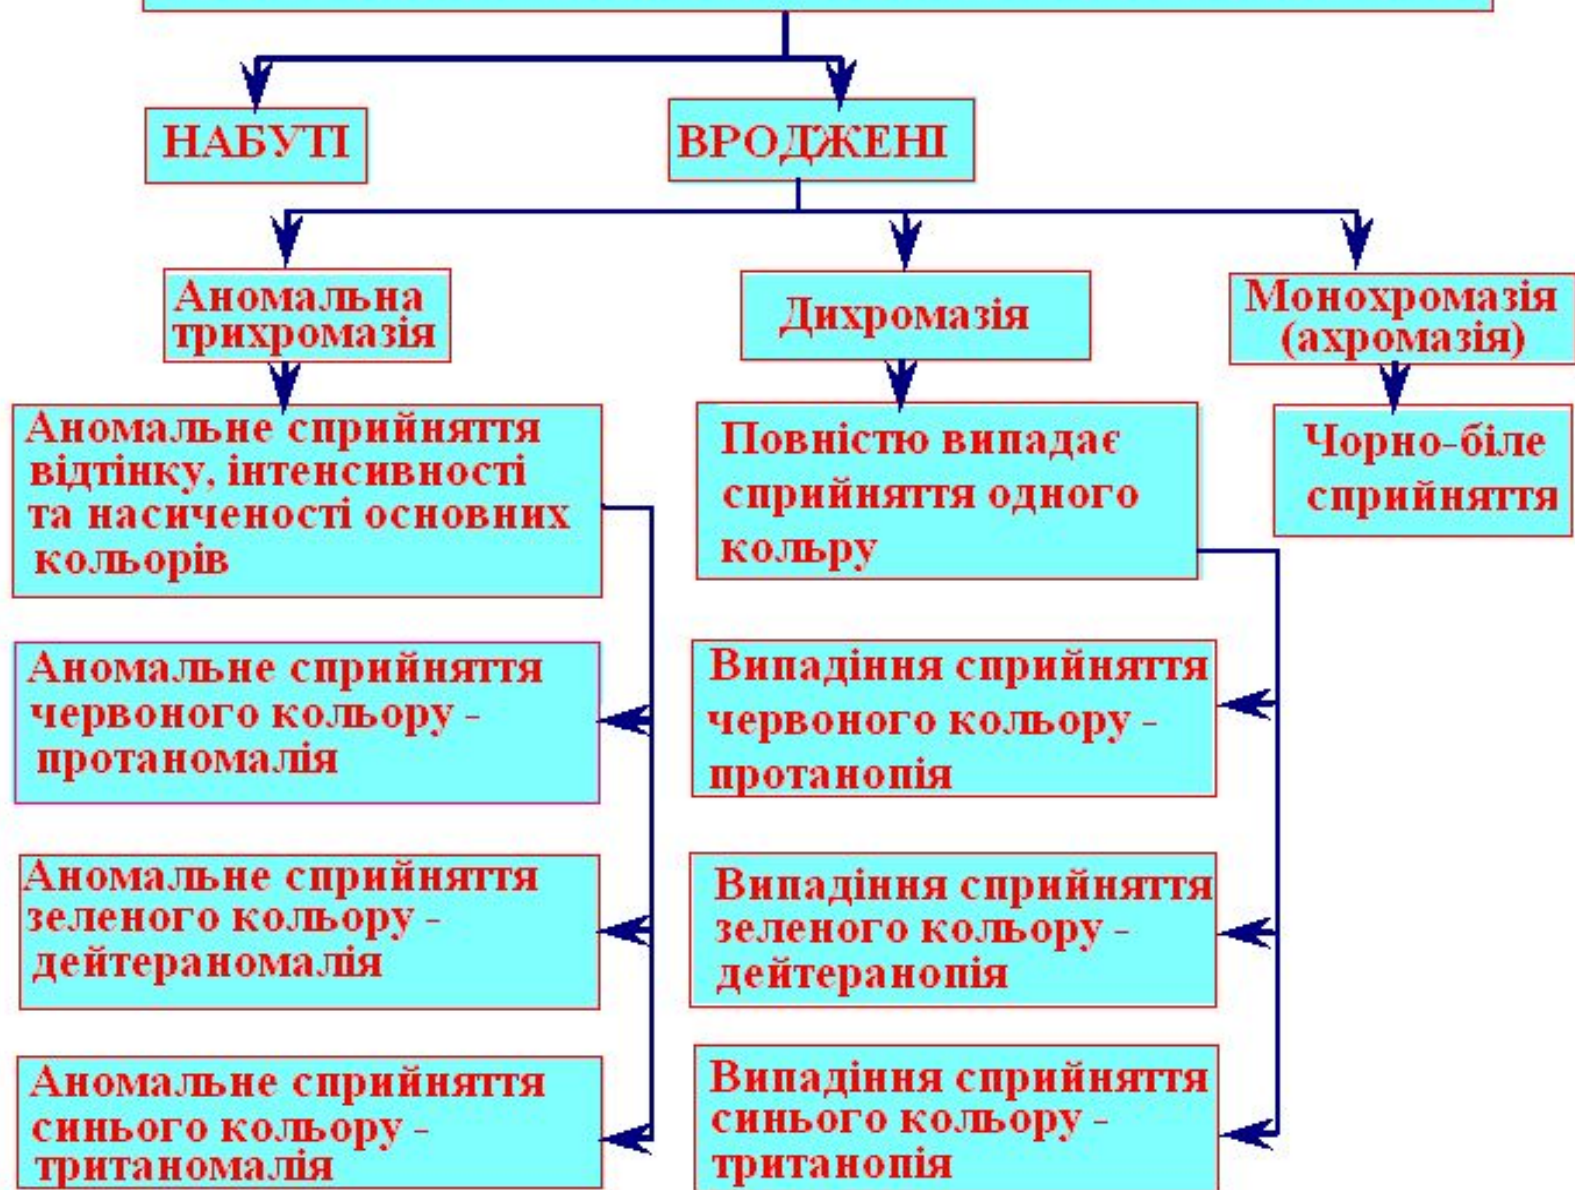 НАБУТІ
ВРОДЖЕНІ
Аномальна
трихромазія
Дихромазія
Монохромазія
(ахромазія)
Аномальне сприйняття
відтінку, інтенсивності
та насиченості основних
кольорів
Повністю випадає
сприйняття одного
кольру
Чорно-біле
сприйняття
Аномальне сприйняття
червоного кольору -
протаномалія
Випадіння сприйняття
червоного кольору -
протанопія
Аномальне сприйняття
зеленого кольору -
дейтераномалія
Випадіння сприйняття
зеленого кольору -
дейтеранопія
Аномальне сприйняття
синього кольору -
тританомалія
Випадіння сприйняття
синього кольору -
тританопія